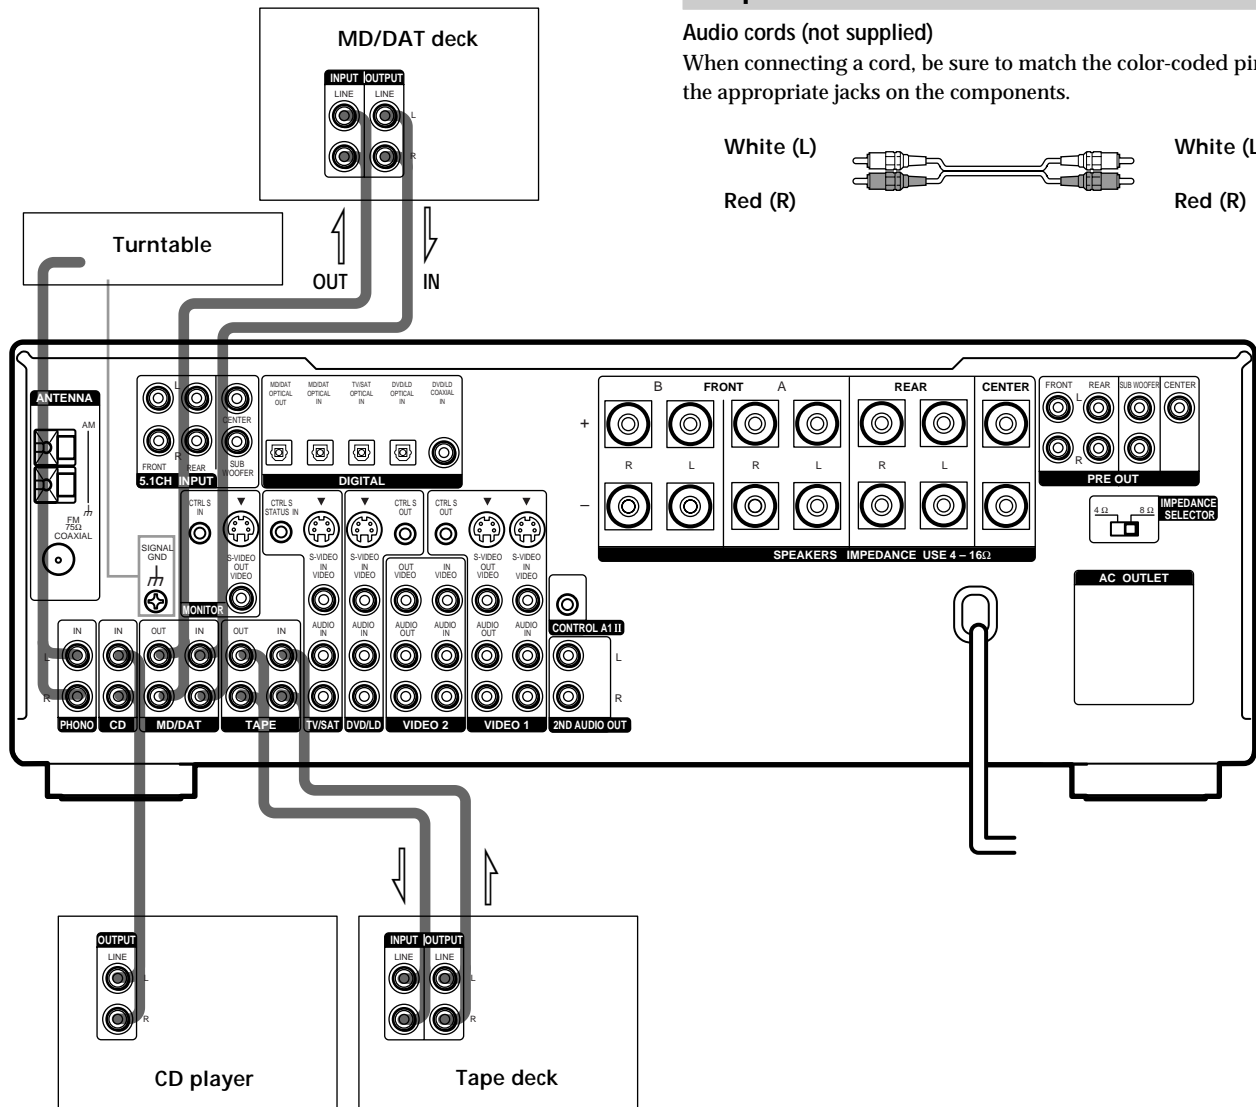 Audio cords (not supplied)
When connecting a cord, be sure to match the color-coded pin
the appropriate jacks on the components.
White (L)
White (L
Red (R)
Red (R)
MD/DAT deck
INPUT OUTPUT
LINE LINE
L
R
Turntable
OUT IN
ANTENNA
AM
FM
75Ω
COAXIAL
L
R
CENTER
FRONT REAR SUB
WOOFER
5.1CH INPUT
MD/DAT OPTICAL OUT
MD/DAT OPTICAL IN
TV/SAT OPTICAL IN
DVD/LD OPTICAL IN
DVD/LD COAXIAL IN
DIGITAL
B FRONT A REAR CENTER
+
R L R L R L
–
SPEAKERS IMPEDANCE USE 4 – 16Ω
FRONT REAR SUB WOOFER CENTER
L
R
PRE OUT
IMPEDANCE
SELECTOR
4 Ω 8 Ω
AC OUTLET
SIGNAL
GND
CTRL S
IN
S-VIDEO
OUT
VIDEO
MONITOR
CTRL S
STATUS IN
S-VIDEO
IN
VIDEO
AUDIO
IN
S-VIDEO
IN
VIDEO
AUDIO
IN
CTRL S
OUT
OUT
VIDEO
IN
VIDEO
AUDIO
OUT
AUDIO
IN
CTRL S
OUT
S-VIDEO
OUT
VIDEO
S-VIDEO
IN
VIDEO
AUDIO
OUT
AUDIO
IN
CONTROL A1 II
IN IN OUT IN OUT IN
L L
R R
PHONO CD MD/DAT TAPE TV/SAT DVD/LD VIDEO 2 VIDEO 1 2ND AUDIO OUT
OUTPUT
LINE
L
R
CD player
INPUT OUTPUT
LINE LINE
L
R
Tape deck